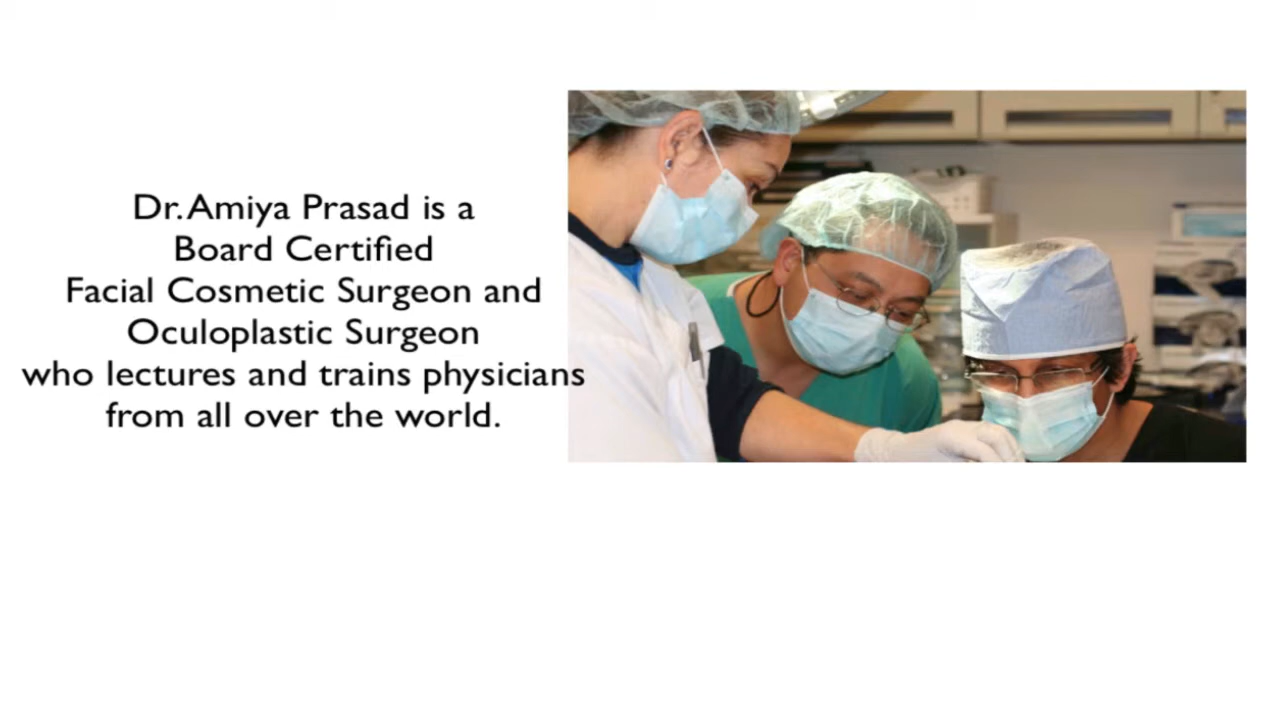 Dr. Amiya Prasad is a
Board Certified
Facial Cosmetic Surgeon and
Oculoplastic Surgeon
who lectures and trains physicians
from all over the world.